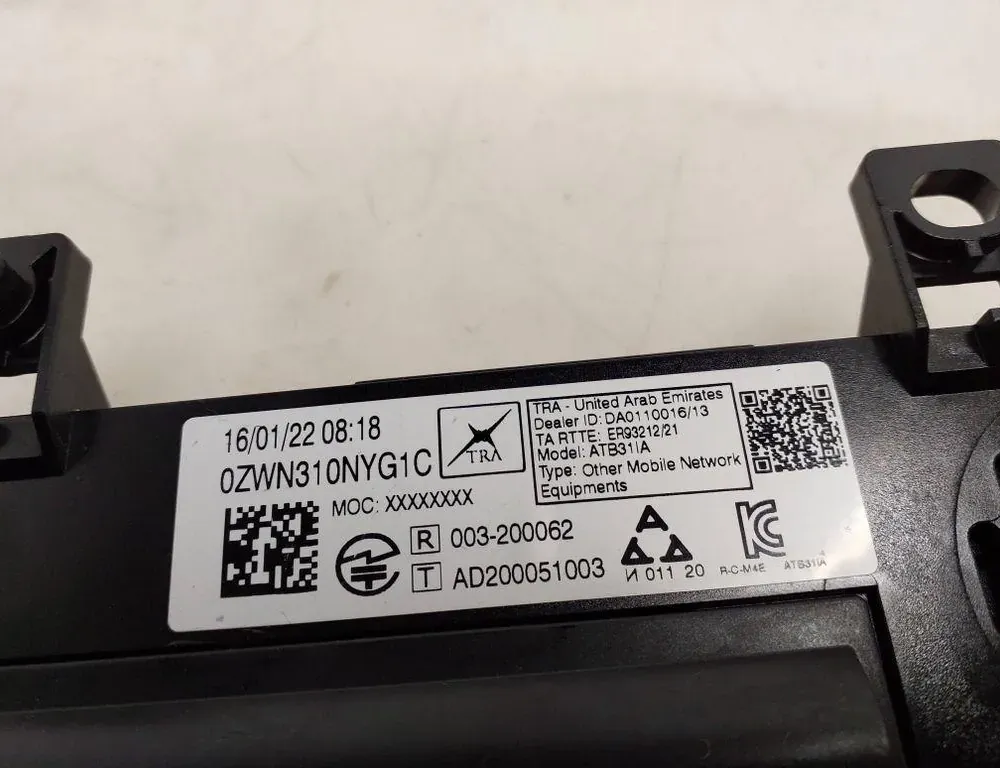 16/01/22 08:18
0ZWN310NYG1C
MOC: XXXXXXXX
TRA
TRA - United Arab Emirates
Dealer ID: DA0110016/13
TA RTTE: ER93212/21
Model: ATB31IA
Type: Other Mobile Network
Equipments
R 003-200062
T AD200051003
И 011 20
R-C-M4E ATB31IA